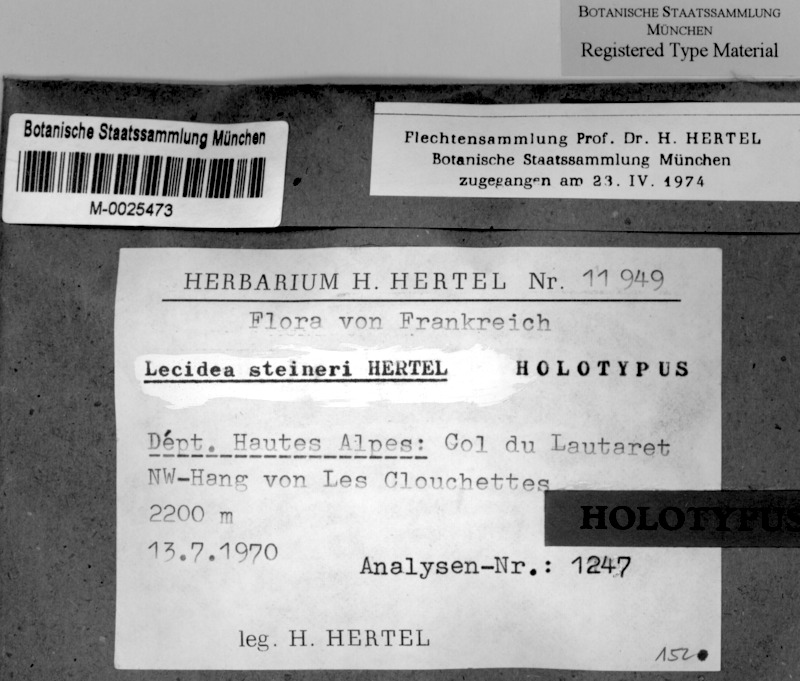 BOTANISCHE STAATSSAMMLUNG
MÜNCHEN
Registered Type Material
Botanische Staatssammlung München
M-0025473
Flechtensammlung Prof. Dr. H. HERTEL
Botanische Staatssammlung München
zugegangen am 23. IV. 1974
HERBARIUM H. HERTEL Nr. 11 949
Flora von Frankreich
Lecidea steineri HERTEL HOLOTYPUS
Dépt. Hautes Alpes: Col du Lautaret
NW-Hang von Les Clouchettes
2200 m
HOLOTYPUS
13.7.1970
Analysen-Nr.: 1247
leg. H. HERTEL
152